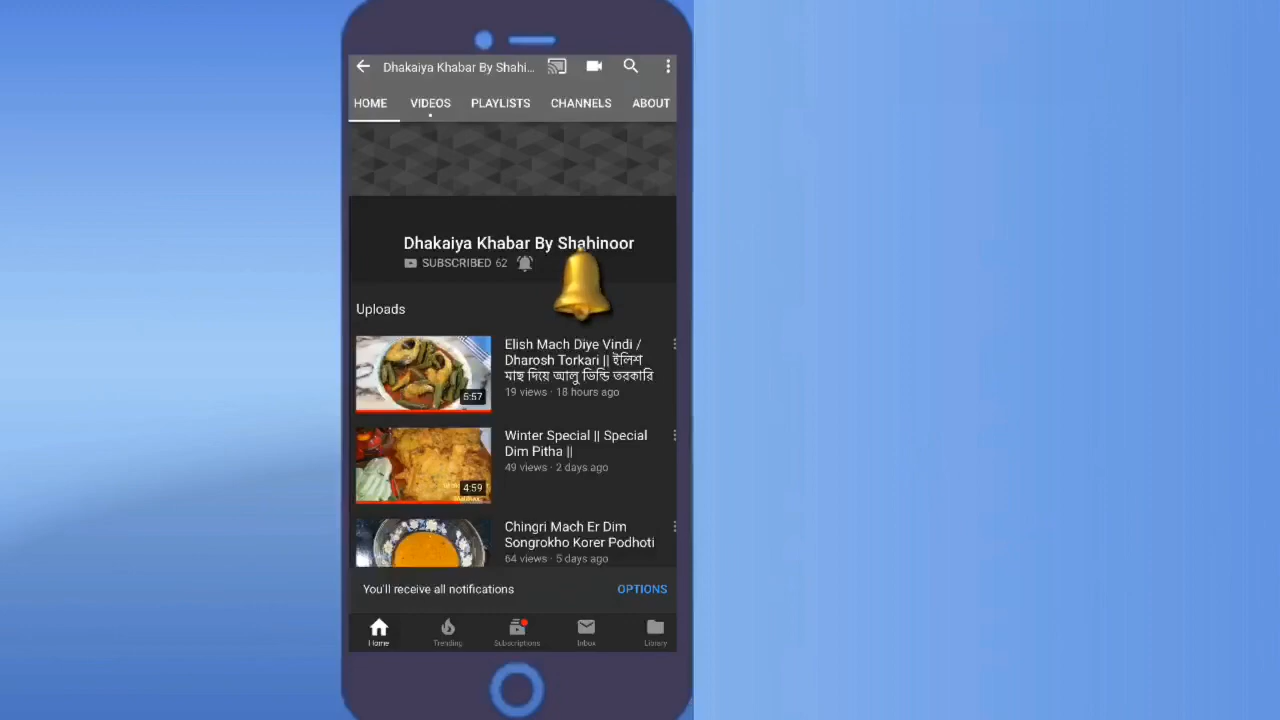 Dhakaiya Khabar By Shahi...
HOME VIDEOS PLAYLISTS CHANNELS ABOUT
Dhakaiya Khabar By Shahinoor
SUBSCRIBED 62
Uploads
Elish Mach Diye Vindi /
Dharosh Torkari || ইলিশ
মাছ দিয়ে আলু ভিন্ডি তরকারি
19 views · 18 hours ago
5:57
Winter Special || Special
Dim Pitha ||
49 views · 2 days ago
4:59
Chingri Mach Er Dim
Songrokho Korer Podhoti
64 views · 5 days ago
You'll receive all notifications OPTIONS
Home Trending Subscriptions Inbox Library